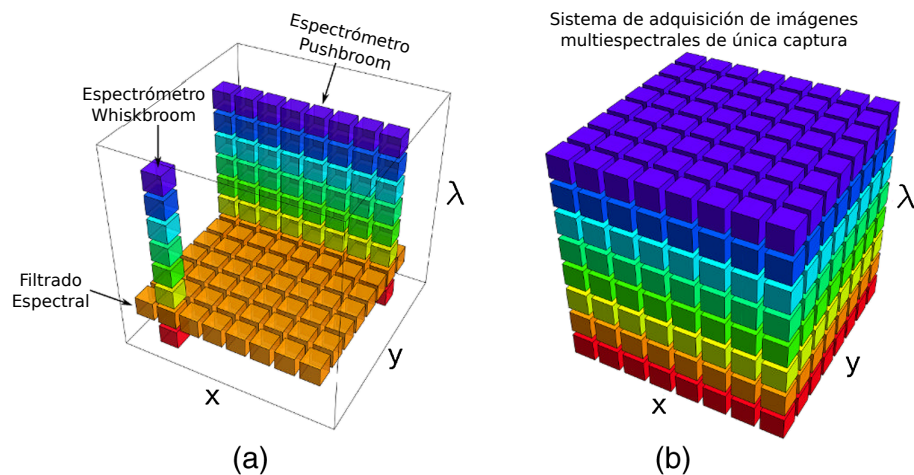 Espectrómetro
Pushbroom
Espectrómetro
Whiskbroom
Filtrado
Espectral
λ
y
x
(a)
Sistema de adquisición de imágenes
multiespectrales de única captura
λ
y
x
(b)